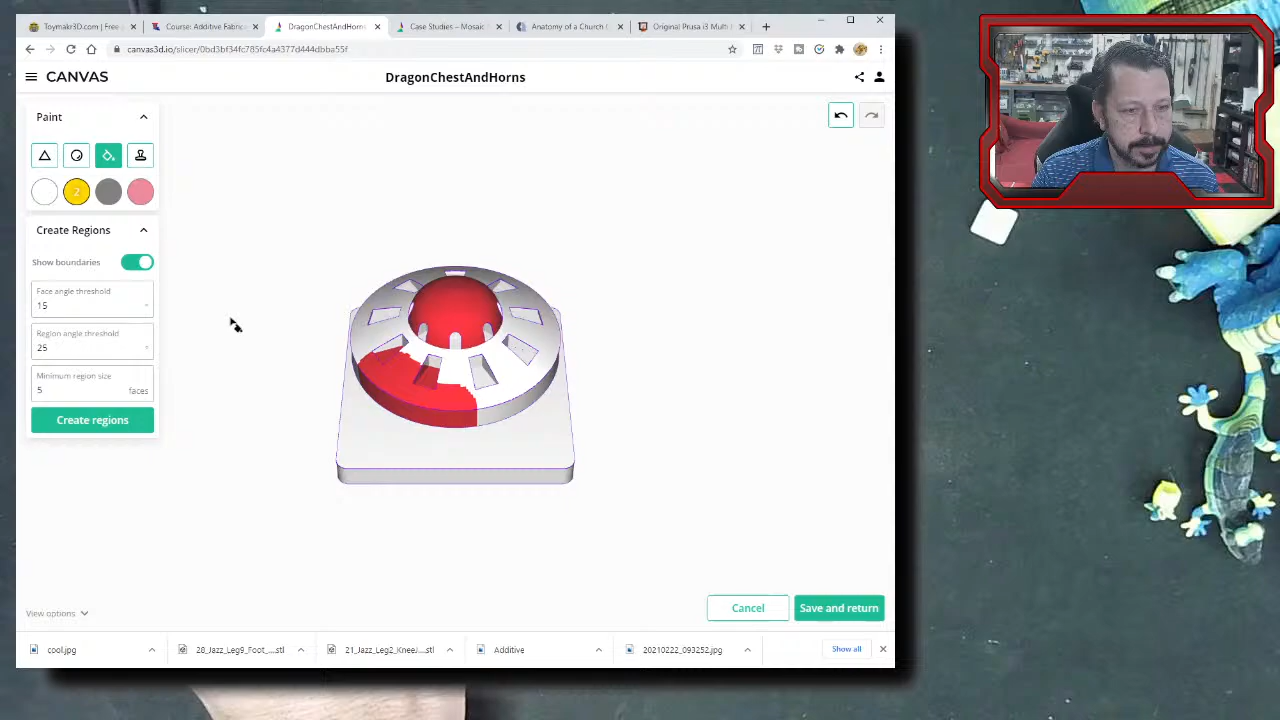 Toymakr3D.com | Free
Course: Additive Fabrica
DragonChestAndHorns
Case Studies – Mosaic
Anatomy of a Church
Original Prusa i3 Multi
canvas3d.io/slicer/0bd3bf34fc785fc4a4377d444dbba55f
CANVAS
DragonChestAndHorns
Paint
2
Create Regions
Show boundaries
Face angle threshold
15
Region angle threshold
25
Minimum region size
5 faces
Create regions
View options
Cancel
Save and return
cool.jpg
28_Jazz_Leg9_Foot_....stl
21_Jazz_Leg2_KneeJ....stl
Additive
20210222_093252.jpg
Show all